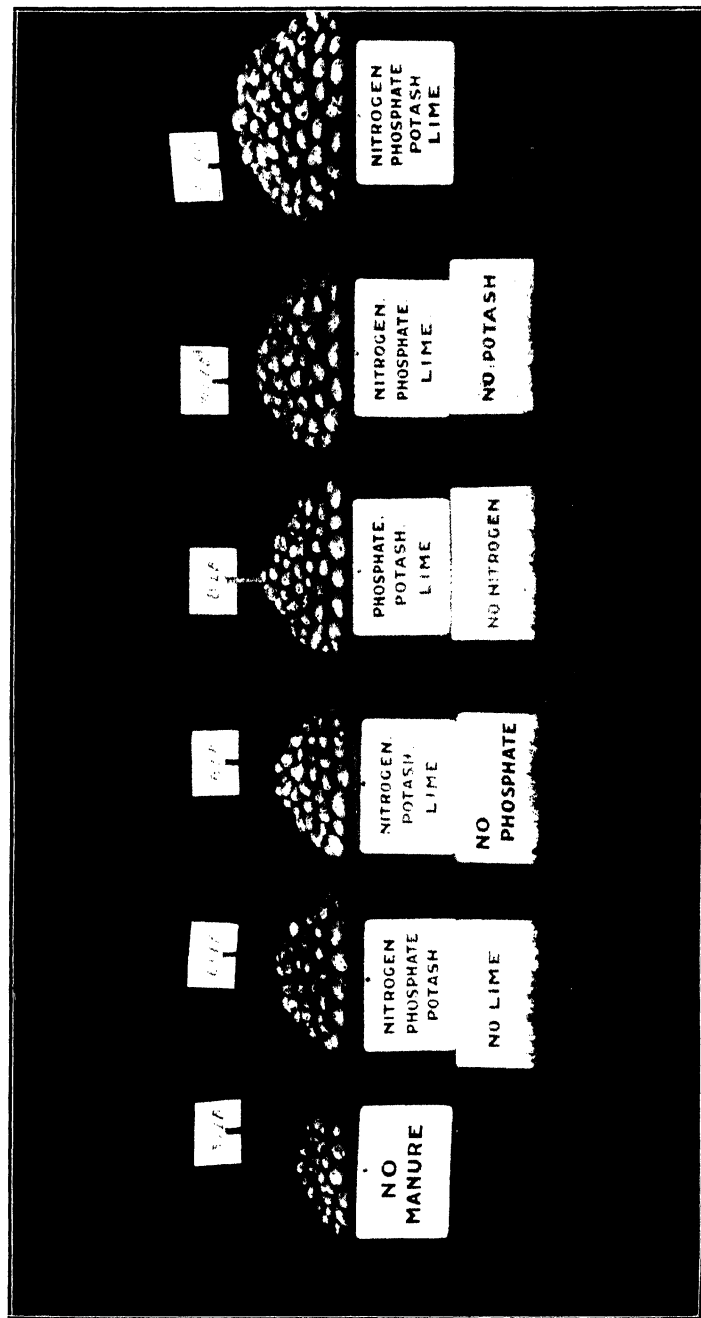 NO
MANURE
NITROGEN
PHOSPHATE
POTASH
NO LIME
NITROGEN.
POTASH.
LIME
NO
PHOSPHATE
PHOSPHATE.
POTASH.
LIME
NO NITROGEN
NITROGEN.
PHOSPHATE.
LIME.
NO POTASH
NITROGEN
PHOSPHATE
POTASH
LIME